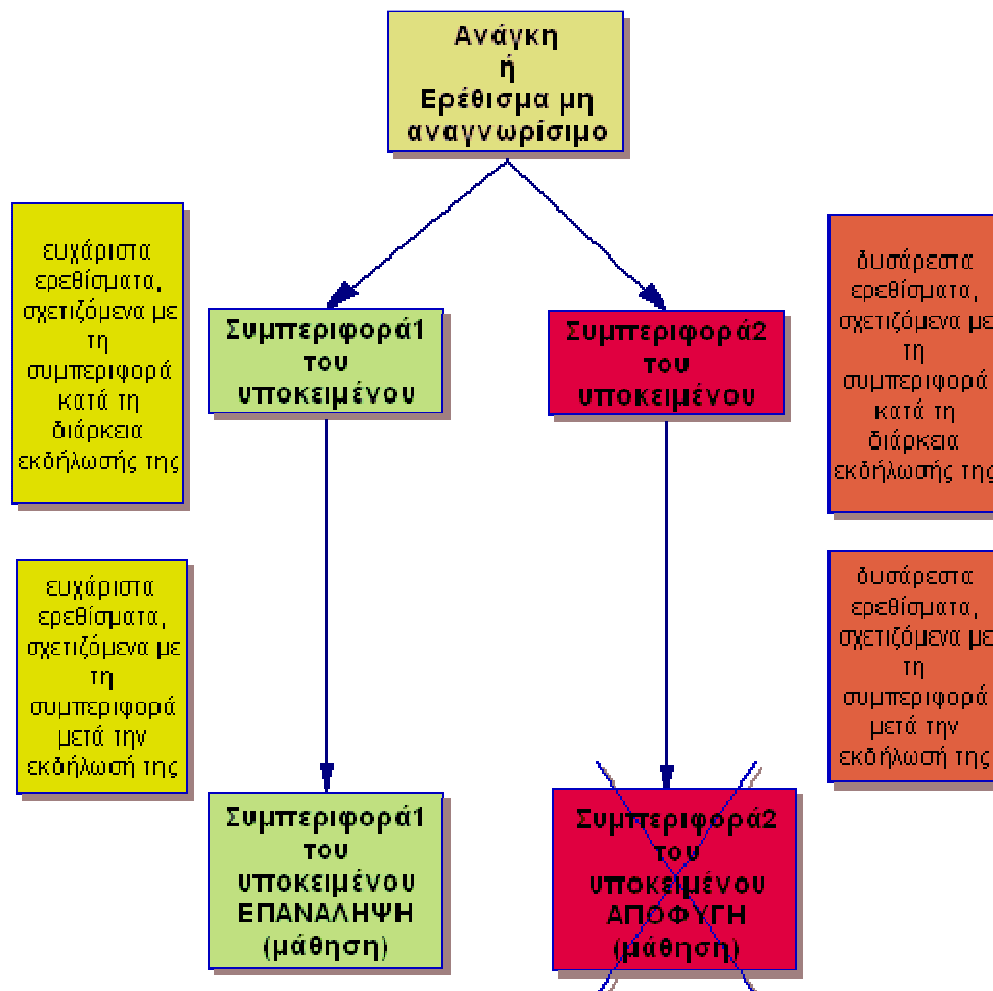 Ανάγκη
ή
Ερέθισμα μη
αναγνωρίσιμο
ευχάριστα
ερεθίσματα,
σχετιζόμενα με
τη
συμπεριφορά
κατά τη
διάρκεια
εκδήλωσής της
Συμπεριφορά1
του
υποκειμένου
Συμπεριφορά2
του
υποκειμένου
δυσάρεστα
ερεθίσματα,
σχετιζόμενα με
τη
συμπεριφορά
κατά τη
διάρκεια
εκδήλωσής της
ευχάριστα
ερεθίσματα,
σχετιζόμενα με
τη
συμπεριφορά
μετά την
εκδήλωσή της
δυσάρεστα
ερεθίσματα,
σχετιζόμενα με
τη
συμπεριφορά
μετά την
εκδήλωσή της
Συμπεριφορά1
του
υποκειμένου
ΕΠΑΝΑΛΗΨΗ
(μάθηση)
Συμπεριφορά2
του
υποκειμένου
ΑΠΟΦΥΓΗ
(μάθηση)